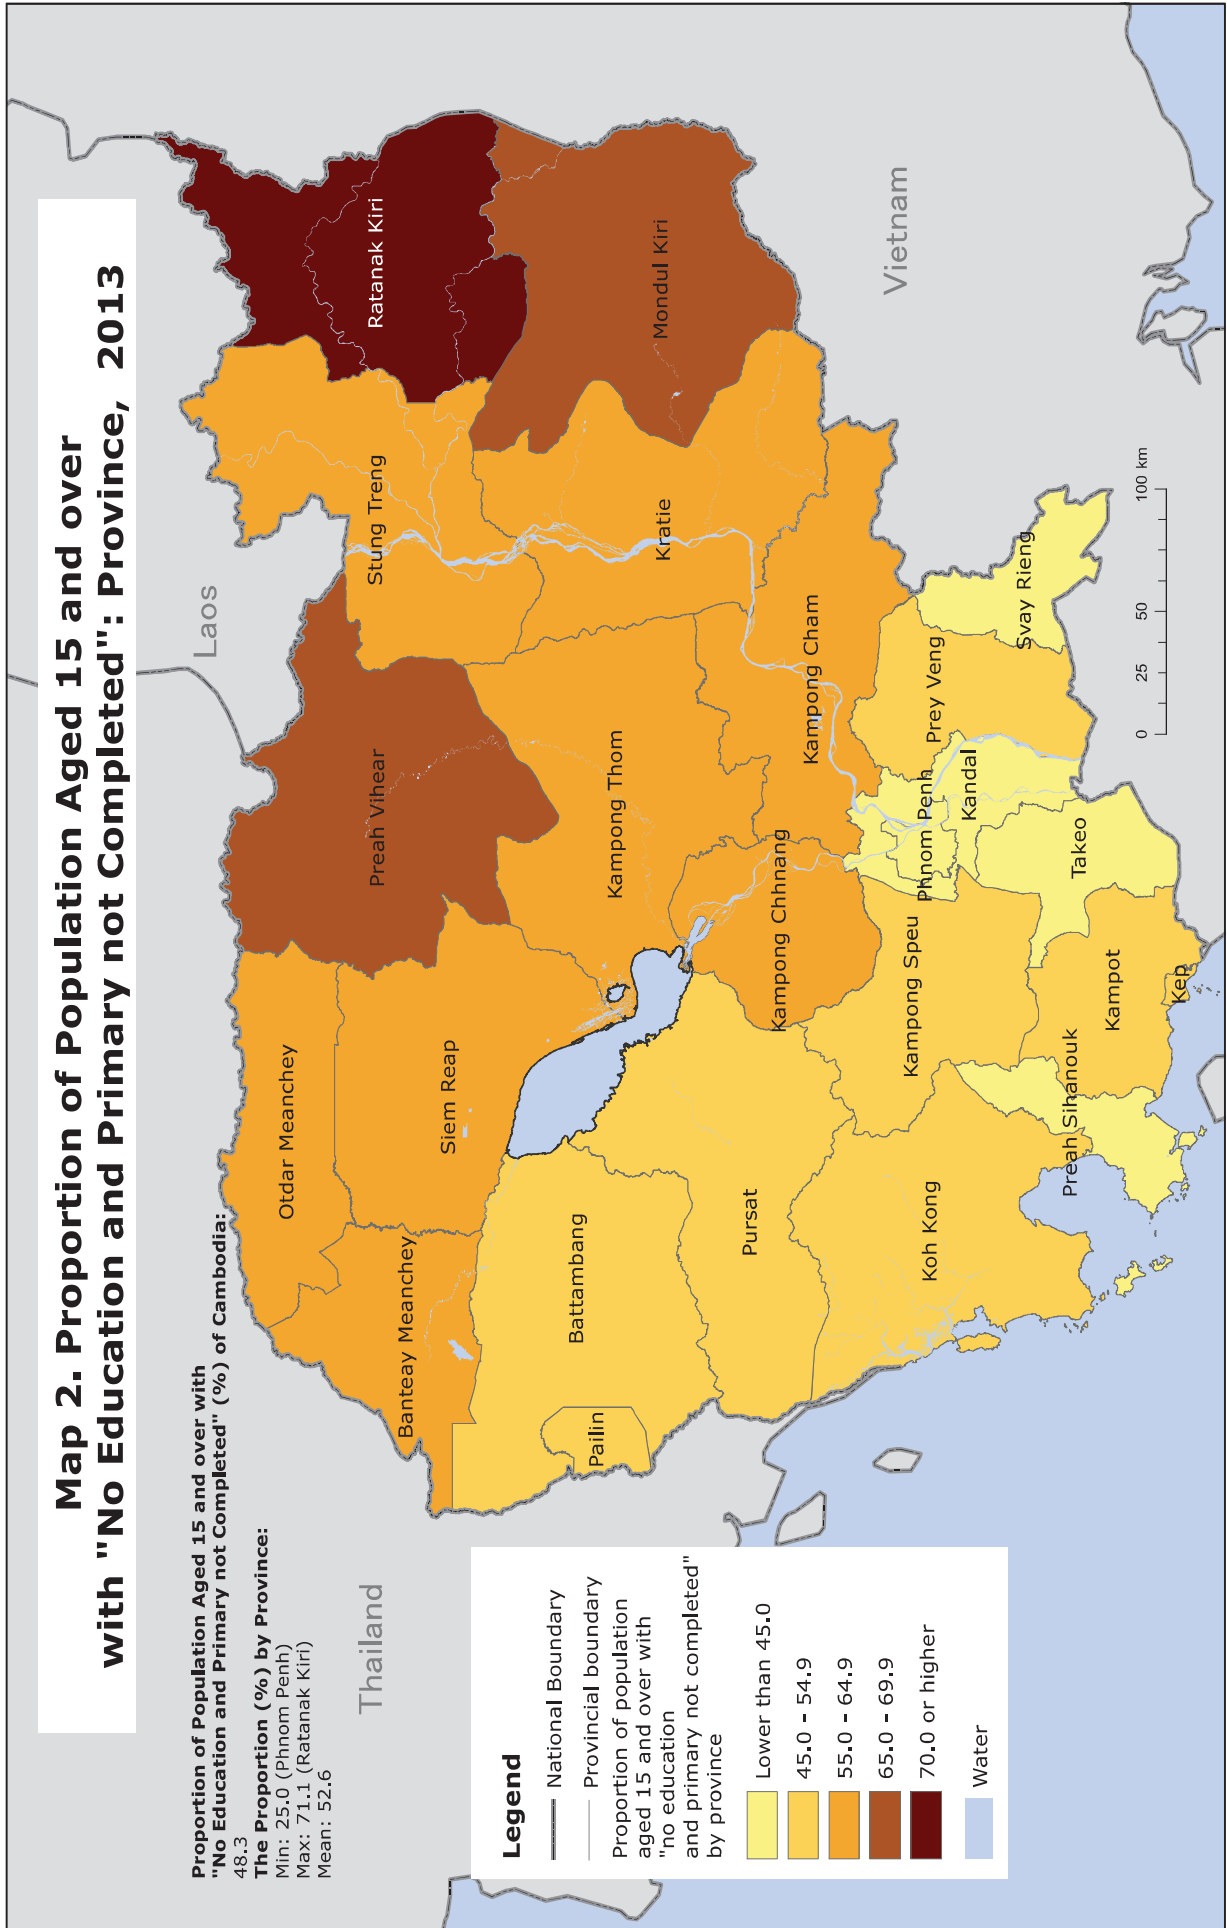 Map 2. Proportion of Population Aged 15 and over
with "No Education and Primary not Completed": Province, 2013
Proportion of Population Aged 15 and over with
"No Education and Primary not Completed" (%) of Cambodia:
48.3
The Proportion (%) by Province:
Min: 25.0 (Phnom Penh)
Max: 71.1 (Ratanak Kiri)
Mean: 52.6
Thailand
Laos
Vietnam
Otdar Meanchey
Banteay Meanchey
Siem Reap
Preah Vihear
Stung Treng
Ratanak Kiri
Mondul Kiri
Kratie
Kampong Thom
Battambang
Pailin
Pursat
Kampong Chhnang
Kampong Cham
Koh Kong
Kampong Speu
Phnom Penh
Kandal
Prey Veng
Svay Rieng
Preah Sihanouk
Kampot
Kep
Takeo
0
25
50
100 km
Legend
National Boundary
Provincial boundary
Proportion of population
aged 15 and over with
"no education
and primary not completed"
by province
Lower than 45.0
45.0 - 54.9
55.0 - 64.9
65.0 - 69.9
70.0 or higher
Water